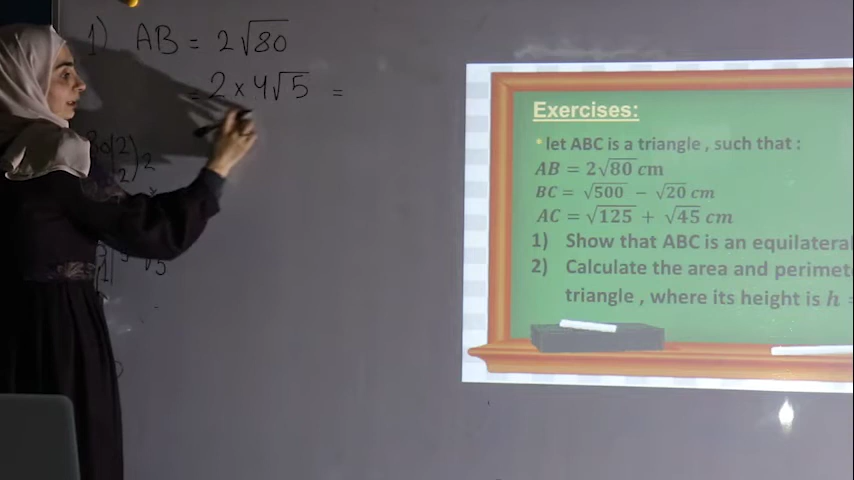 1) AB = 2√80
= 2 × 4√5 =
Exercises:
• let ABC is a triangle , such that :
AB = 2√80 cm
BC = √500 − √20 cm
AC = √125 + √45 cm
1) Show that ABC is an equilateral
2) Calculate the area and perimet
triangle , where its height is h =
√5